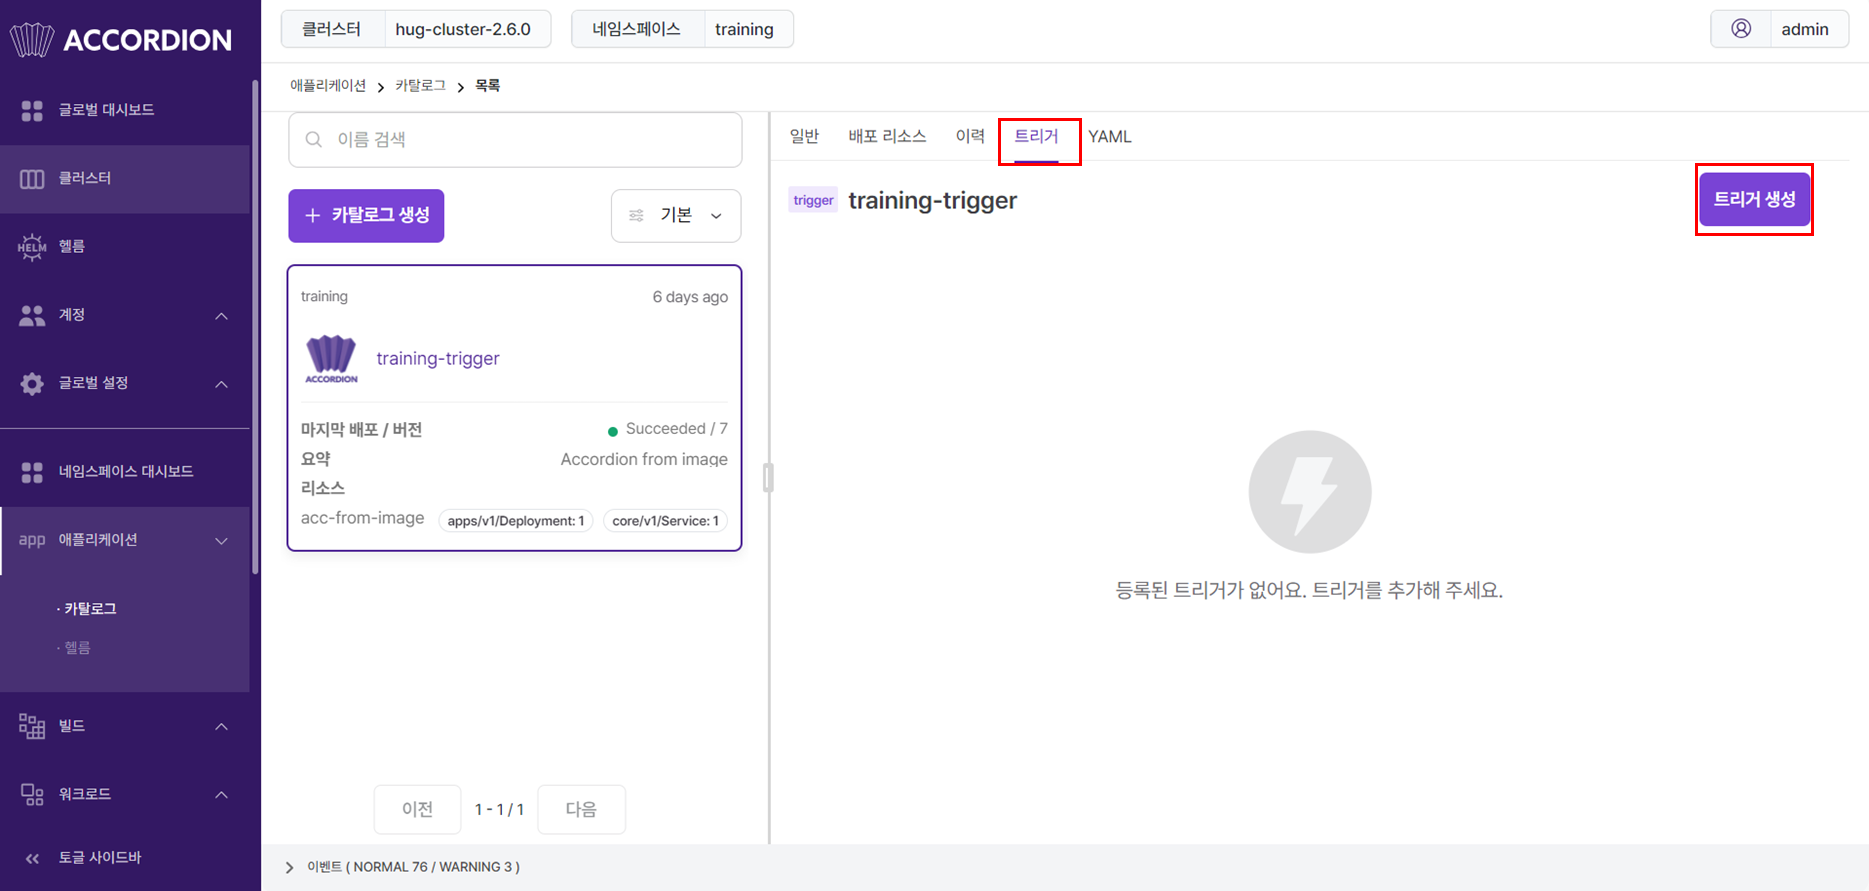 ACCORDION
글로벌 대시보드
클러스터
HELM 헬름
계정
글로벌 설정
네임스페이스 대시보드
app 애플리케이션
· 카탈로그
· 헬름
빌드
워크로드
토글 사이드바
클러스터 hug-cluster-2.6.0 네임스페이스 training admin
애플리케이션 > 카탈로그 > 목록
이름 검색
+ 카탈로그 생성 기본
training 6 days ago
ACCORDION
training-trigger
마지막 배포 / 버전 Succeeded / 7
요약 Accordion from image
리소스
acc-from-image apps/v1/Deployment: 1 core/v1/Service: 1
이전 1 - 1 / 1 다음
일반 배포 리소스 이력 트리거 YAML
trigger training-trigger 트리거 생성
등록된 트리거가 없어요. 트리거를 추가해 주세요.
이벤트 ( NORMAL 76 / WARNING 3 )